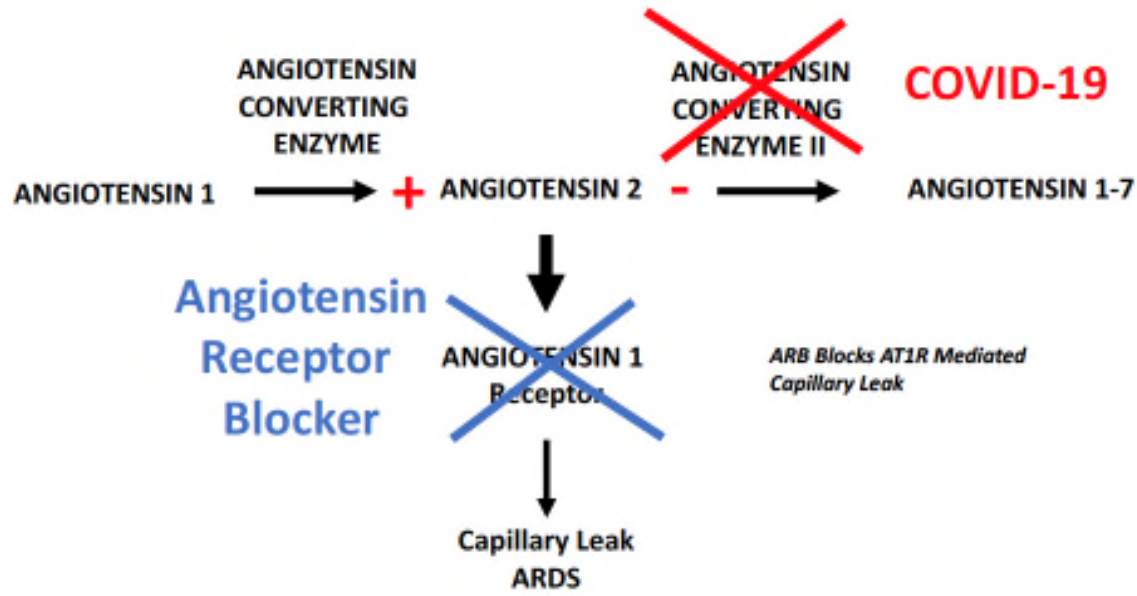 ANGIOTENSIN
CONVERTING
ENZYME
ANGIOTENSIN
CONVERTING
ENZYME II
COVID-19
ANGIOTENSIN 1
+
ANGIOTENSIN 2
-
ANGIOTENSIN 1-7
Angiotensin
Receptor
Blocker
ANGIOTENSIN 1
Receptor
ARB Blocks AT1R Mediated
Capillary Leak
Capillary Leak
ARDS